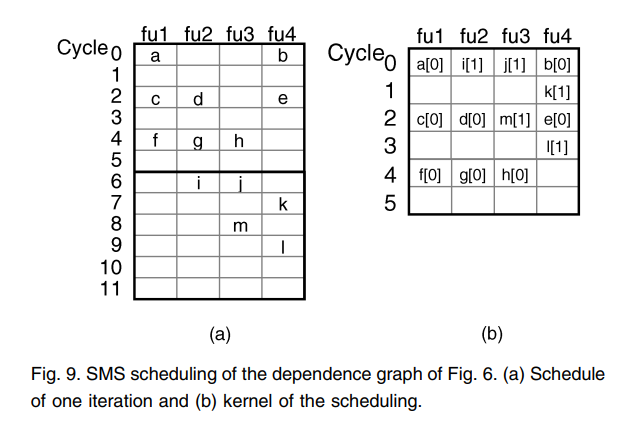 fu1 fu2 fu3 fu4
Cycle 0 a b
1
2 c d e
3
4 f g h
5
6 i j
7 k
8 m
9 l
10
11
(a)
fu1 fu2 fu3 fu4
Cycle 0 a[0] i[1] j[1] b[0]
1 k[1]
2 c[0] d[0] m[1] e[0]
3 l[1]
4 f[0] g[0] h[0]
5
(b)
Fig. 9. SMS scheduling of the dependence graph of Fig. 6. (a) Schedule
of one iteration and (b) kernel of the scheduling.